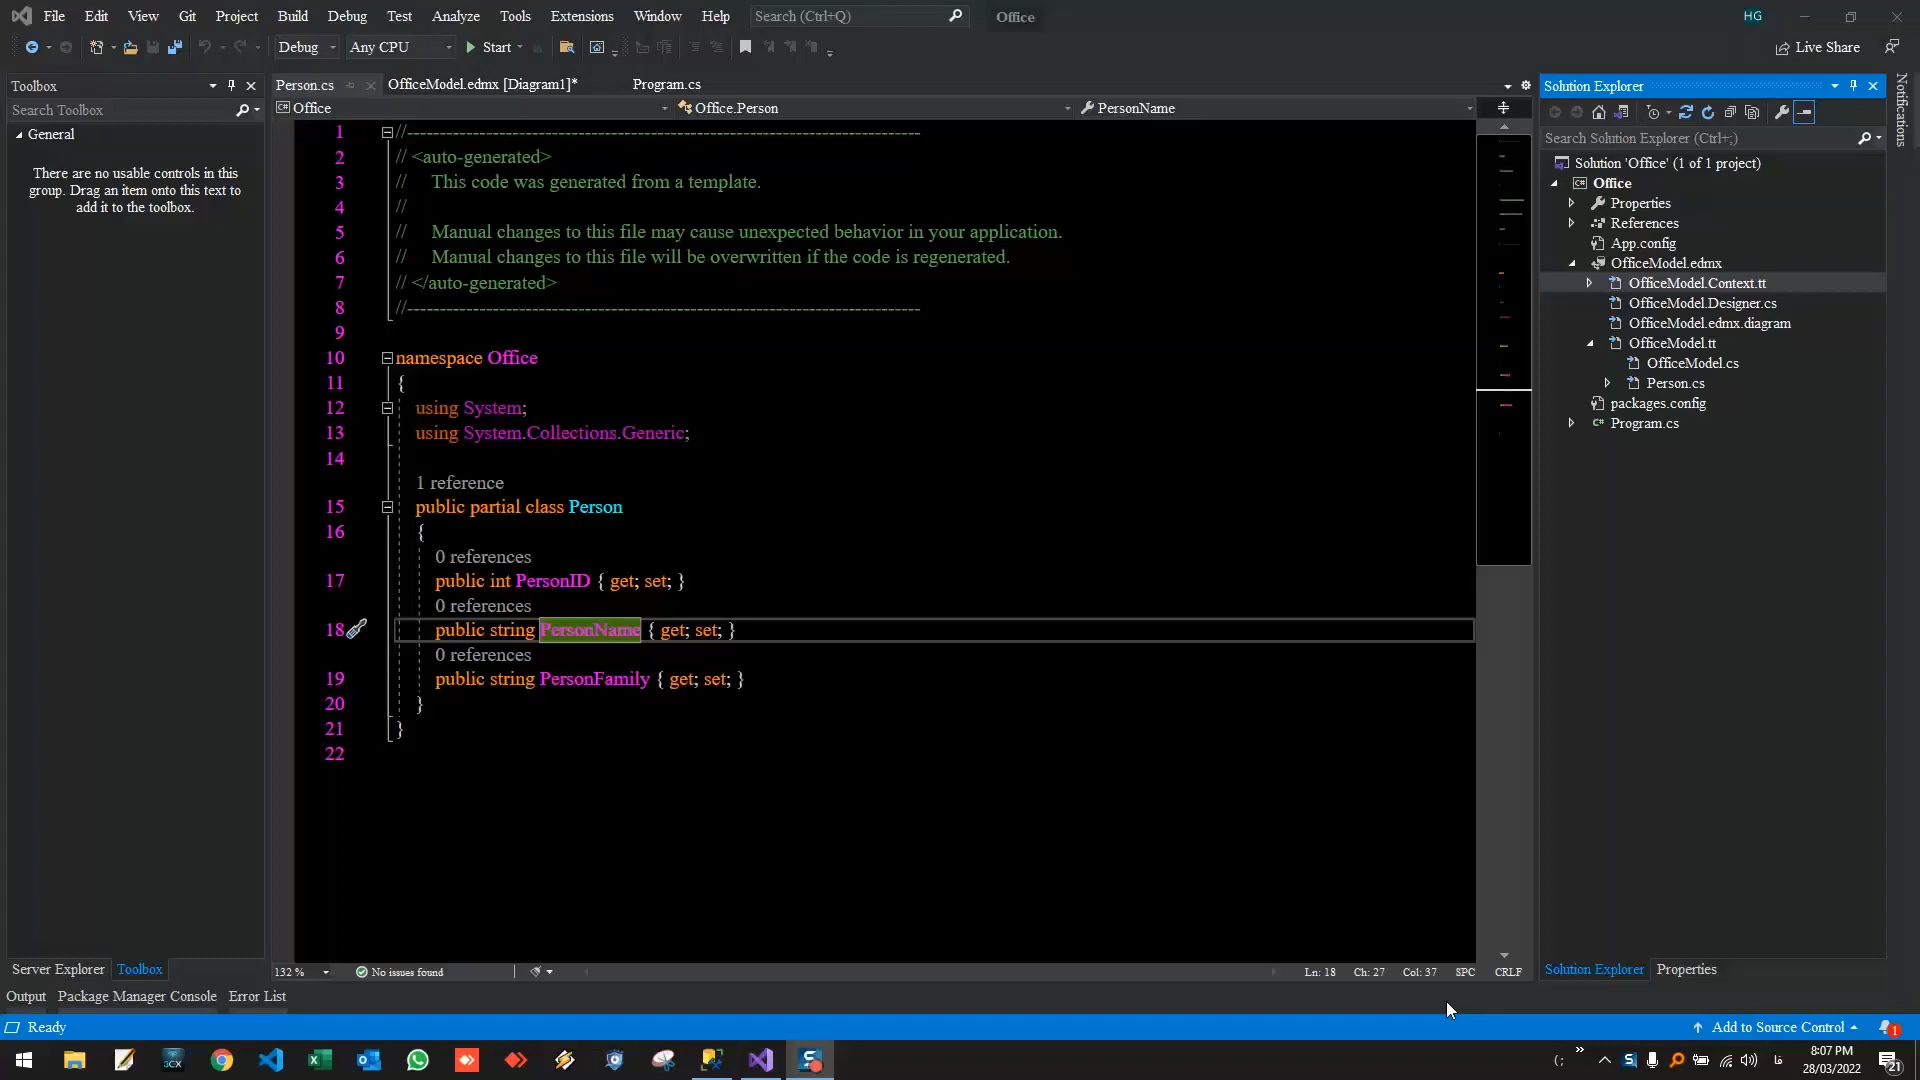 File Edit View Git Project Build Debug Test Analyze Tools Extensions Window Help Search (Ctrl+Q) Office HG
Debug Any CPU Start Live Share
Toolbox
Search Toolbox
General
There are no usable controls in this
group. Drag an item onto this text to
add it to the toolbox.
Person.cs OfficeModel.edmx [Diagram1]* Program.cs
Office Office.Person PersonName
1 //------------------------------------------------------------------------------
2 // <auto-generated>
3 // This code was generated from a template.
4 //
5 // Manual changes to this file may cause unexpected behavior in your application.
6 // Manual changes to this file will be overwritten if the code is regenerated.
7 // </auto-generated>
8 //------------------------------------------------------------------------------
9
10 namespace Office
11 {
12 using System;
13 using System.Collections.Generic;
14
1 reference
15 public partial class Person
16 {
0 references
17 public int PersonID { get; set; }
0 references
18 public string PersonName { get; set; }
0 references
19 public string PersonFamily { get; set; }
20 }
21 }
22
132 % No issues found Ln: 18 Ch: 27 Col: 37 SPC CRLF
Solution Explorer
Search Solution Explorer (Ctrl+;)
Solution 'Office' (1 of 1 project)
Office
Properties
References
App.config
OfficeModel.edmx
OfficeModel.Context.tt
OfficeModel.Designer.cs
OfficeModel.edmx.diagram
OfficeModel.tt
OfficeModel.cs
Person.cs
packages.config
Program.cs
Solution Explorer Properties
Notifications
Server Explorer Toolbox
Output Package Manager Console Error List
Ready Add to Source Control 1
3CX
فا 8:07 PM
28/03/2022 21